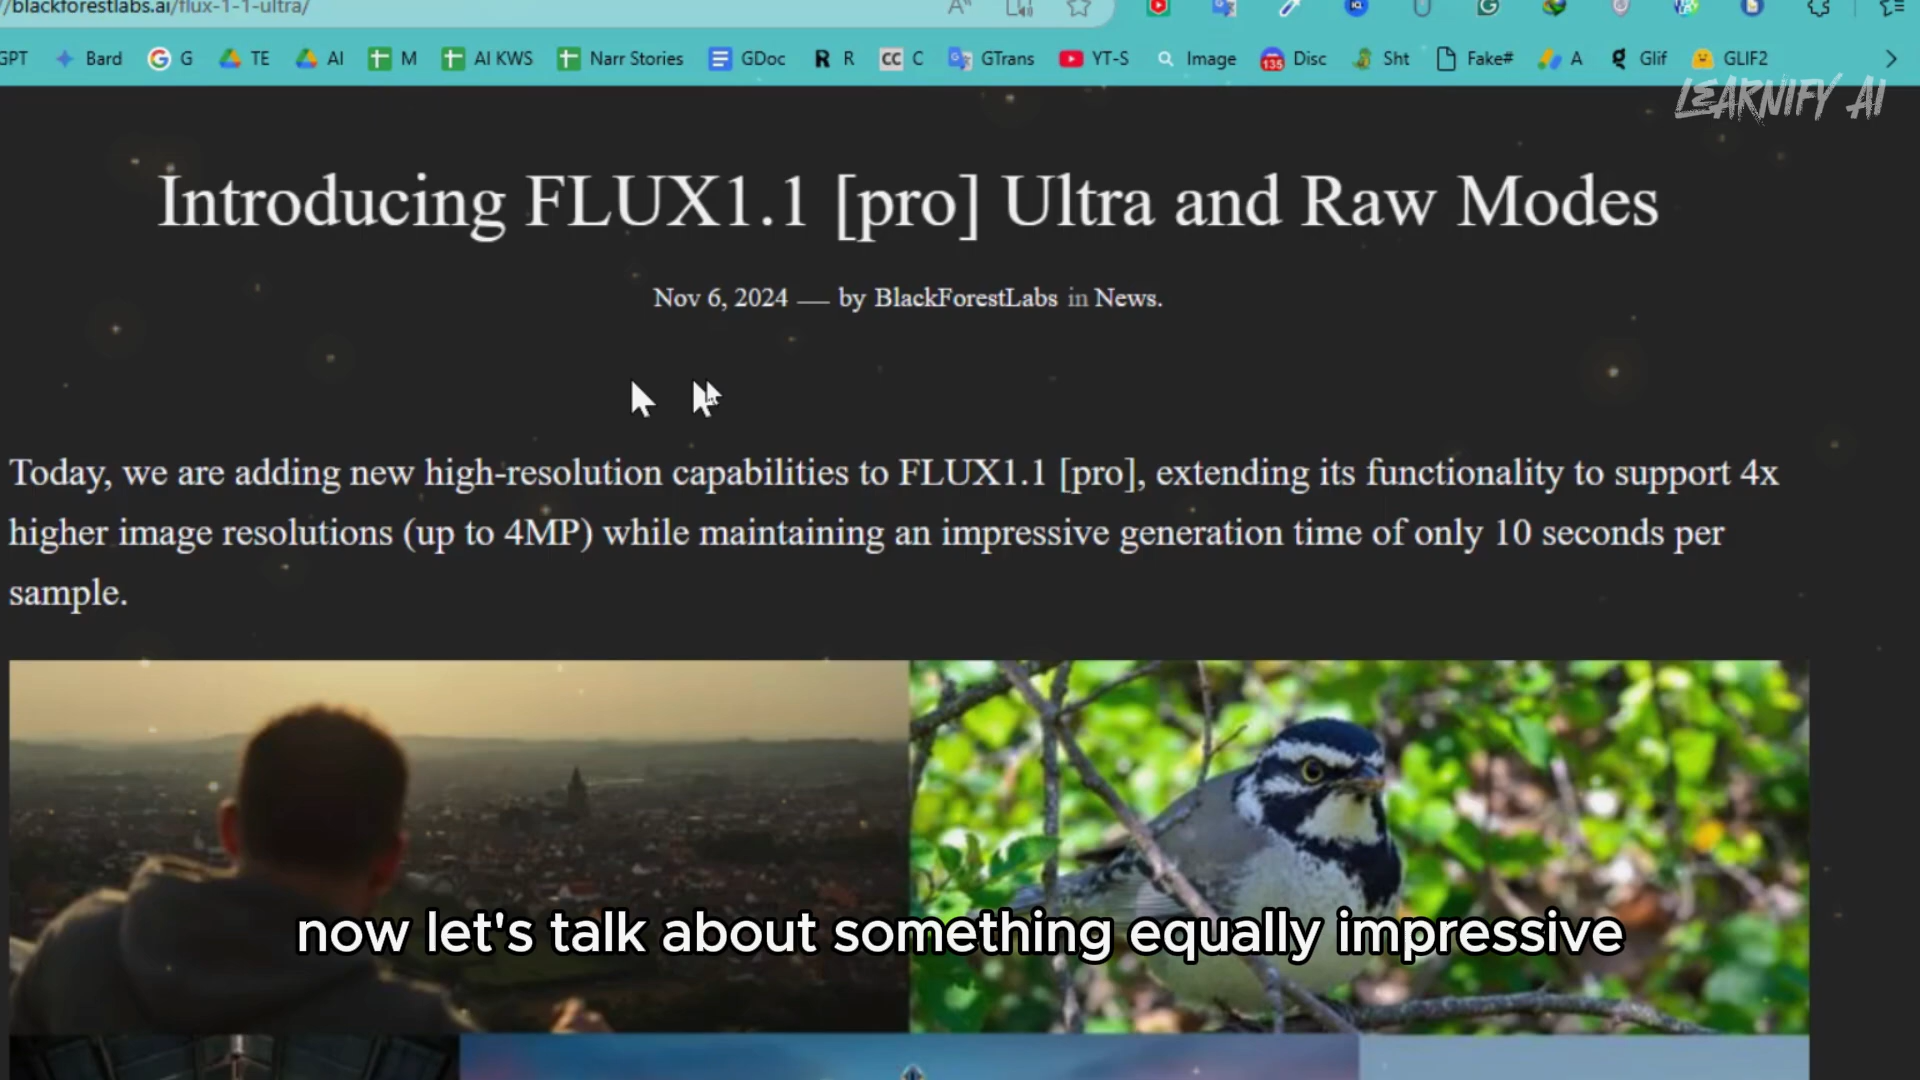 //blackforestlabs.ai/flux-1-1-ultra/
GPT Bard G TE AI M AI KWS Narr Stories GDoc R R CC C GTrans YT-S Image 135 Disc Sht Fake# A g Glif GLIF2
LEARNIFY AI
Introducing FLUX1.1 [pro] Ultra and Raw Modes
Nov 6, 2024 — by BlackForestLabs in News.
Today, we are adding new high-resolution capabilities to FLUX1.1 [pro], extending its functionality to support 4x
higher image resolutions (up to 4MP) while maintaining an impressive generation time of only 10 seconds per
sample.
now let's talk about something equally impressive